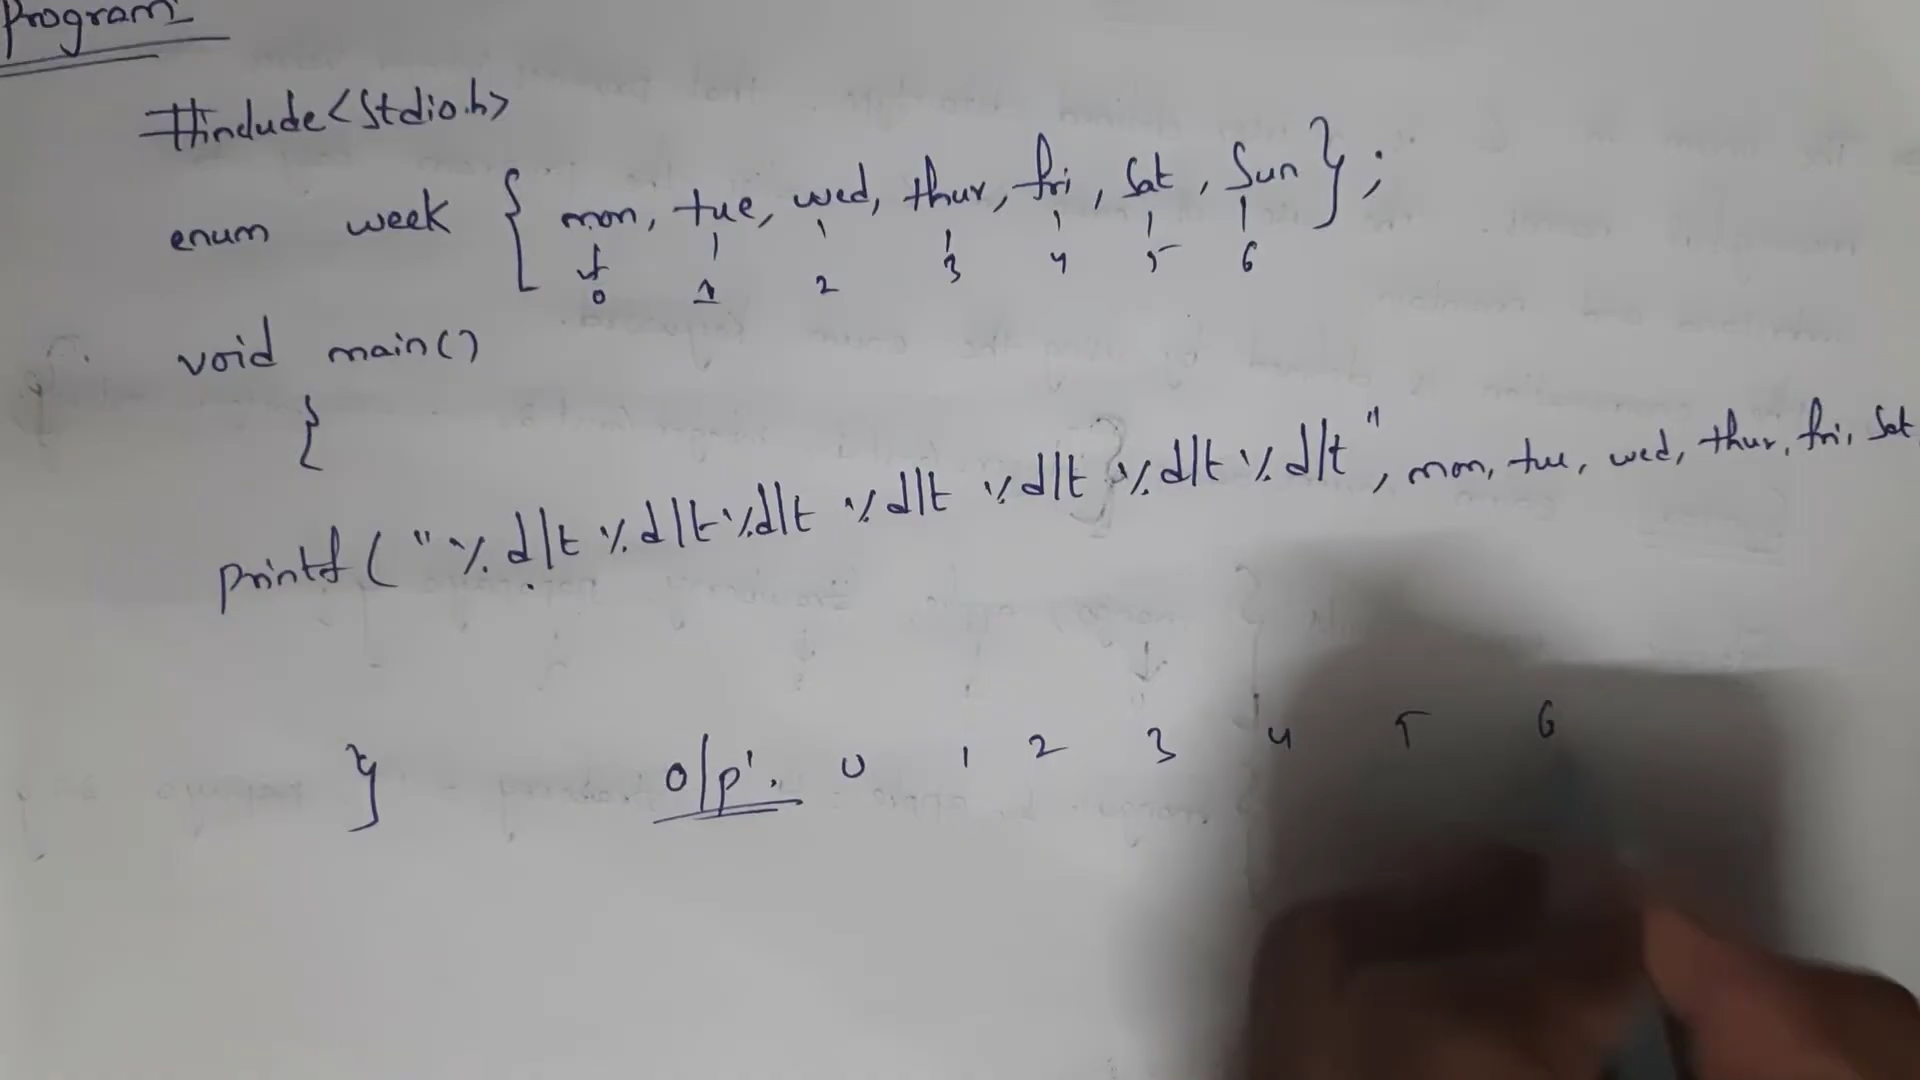 Program
#include<stdio.h>
enum week { mon, tue, wed, thur, fri, sat, sun };
0 1 2 3 4 5 6
void main()
{
printf("%d/t %d/t %d/t %d/t %d/t %d/t %d/t", mon, tue, wed, thur, fri, sat
}
o/p: 0 1 2 3 4 5 6